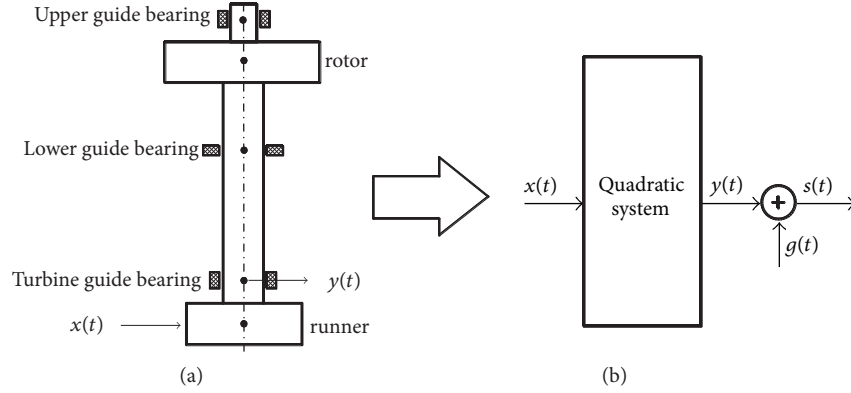 Upper guide bearing
rotor
Lower guide bearing
Turbine guide bearing
y(t)
x(t)
runner
(a)
x(t)
Quadratic
system
y(t)
+
s(t)
g(t)
(b)